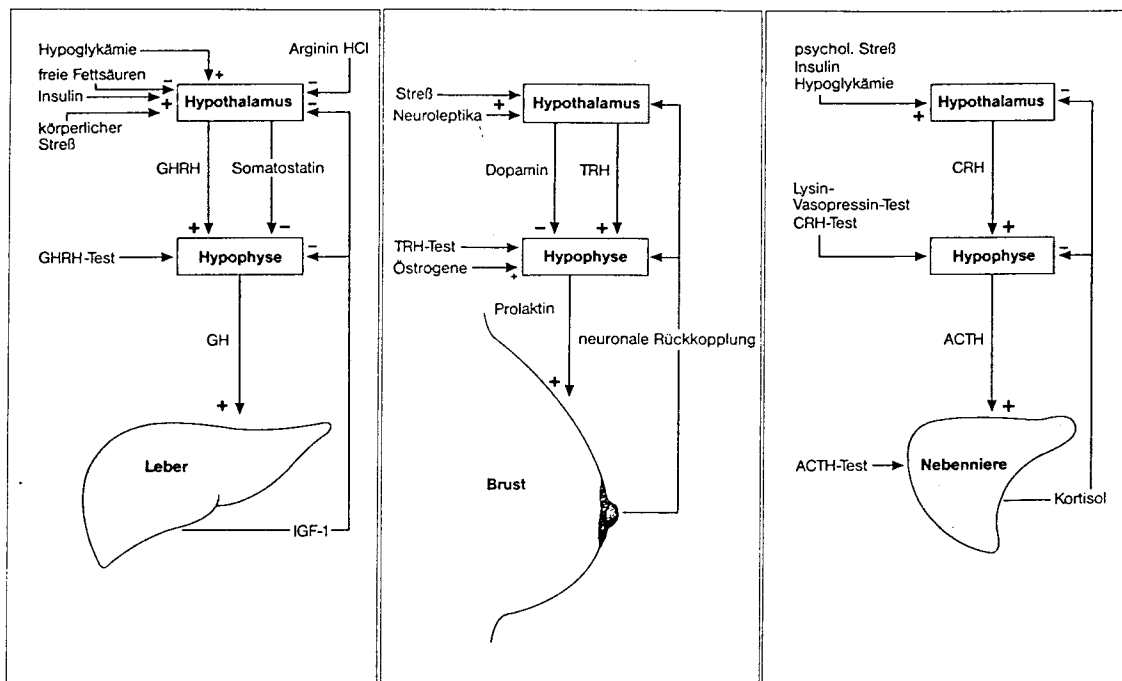 Hypoglykämie
+
Arginin HCl
freie Fettsäuren
–
–
Insulin
+
Hypothalamus
–
körperlicher
Streß
+
GHRH
Somatostatin
+
–
GHRH-Test
Hypophyse
–
GH
+
Leber
IGF-1
Streß
+
Neuroleptika
Hypothalamus
Dopamin
TRH
–
+
TRH-Test
Östrogene
+
Hypophyse
Prolaktin
neuronale Rückkopplung
+
Brust
psychol. Streß
Insulin
Hypoglykämie
+
Hypothalamus
–
CRH
Lysin-
Vasopressin-Test
CRH-Test
+
Hypophyse
–
ACTH
+
ACTH-Test
Nebenniere
Kortisol